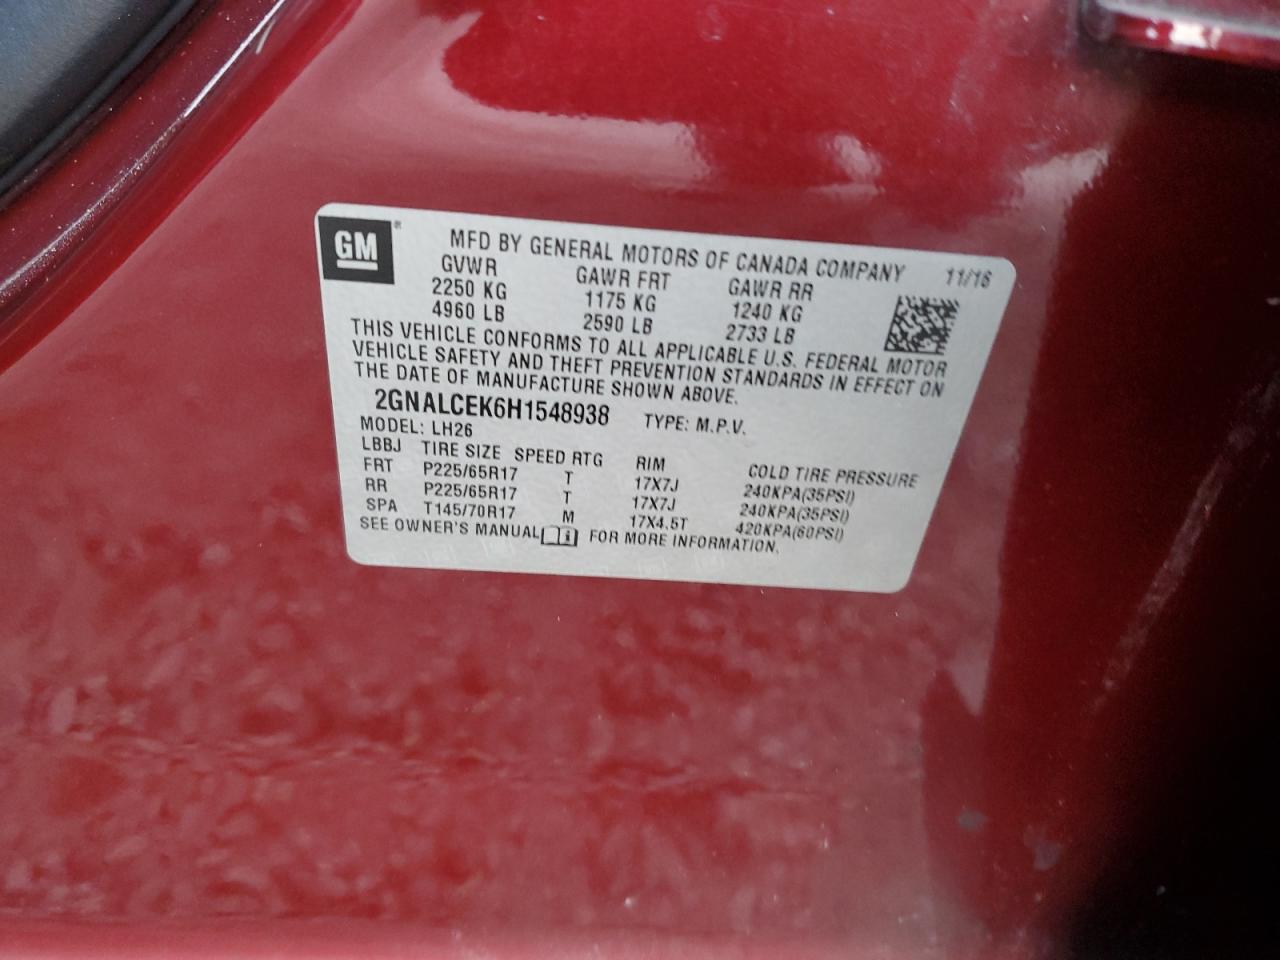 GM ®
MFD BY GENERAL MOTORS OF CANADA COMPANY 11/16
GVWR GAWR FRT GAWR RR
2250 KG 1175 KG 1240 KG
4960 LB 2590 LB 2733 LB
THIS VEHICLE CONFORMS TO ALL APPLICABLE U.S. FEDERAL MOTOR
VEHICLE SAFETY AND THEFT PREVENTION STANDARDS IN EFFECT ON
THE DATE OF MANUFACTURE SHOWN ABOVE.
2GNALCEK6H1548938 TYPE: M.P.V.
MODEL: LH26
LBBJ TIRE SIZE SPEED RTG RIM COLD TIRE PRESSURE
FRT P225/65R17 T 17X7J 240KPA(35PSI)
RR P225/65R17 T 17X7J 240KPA(35PSI)
SPA T145/70R17 M 17X4.5T 420KPA(60PSI)
SEE OWNER'S MANUAL FOR MORE INFORMATION.